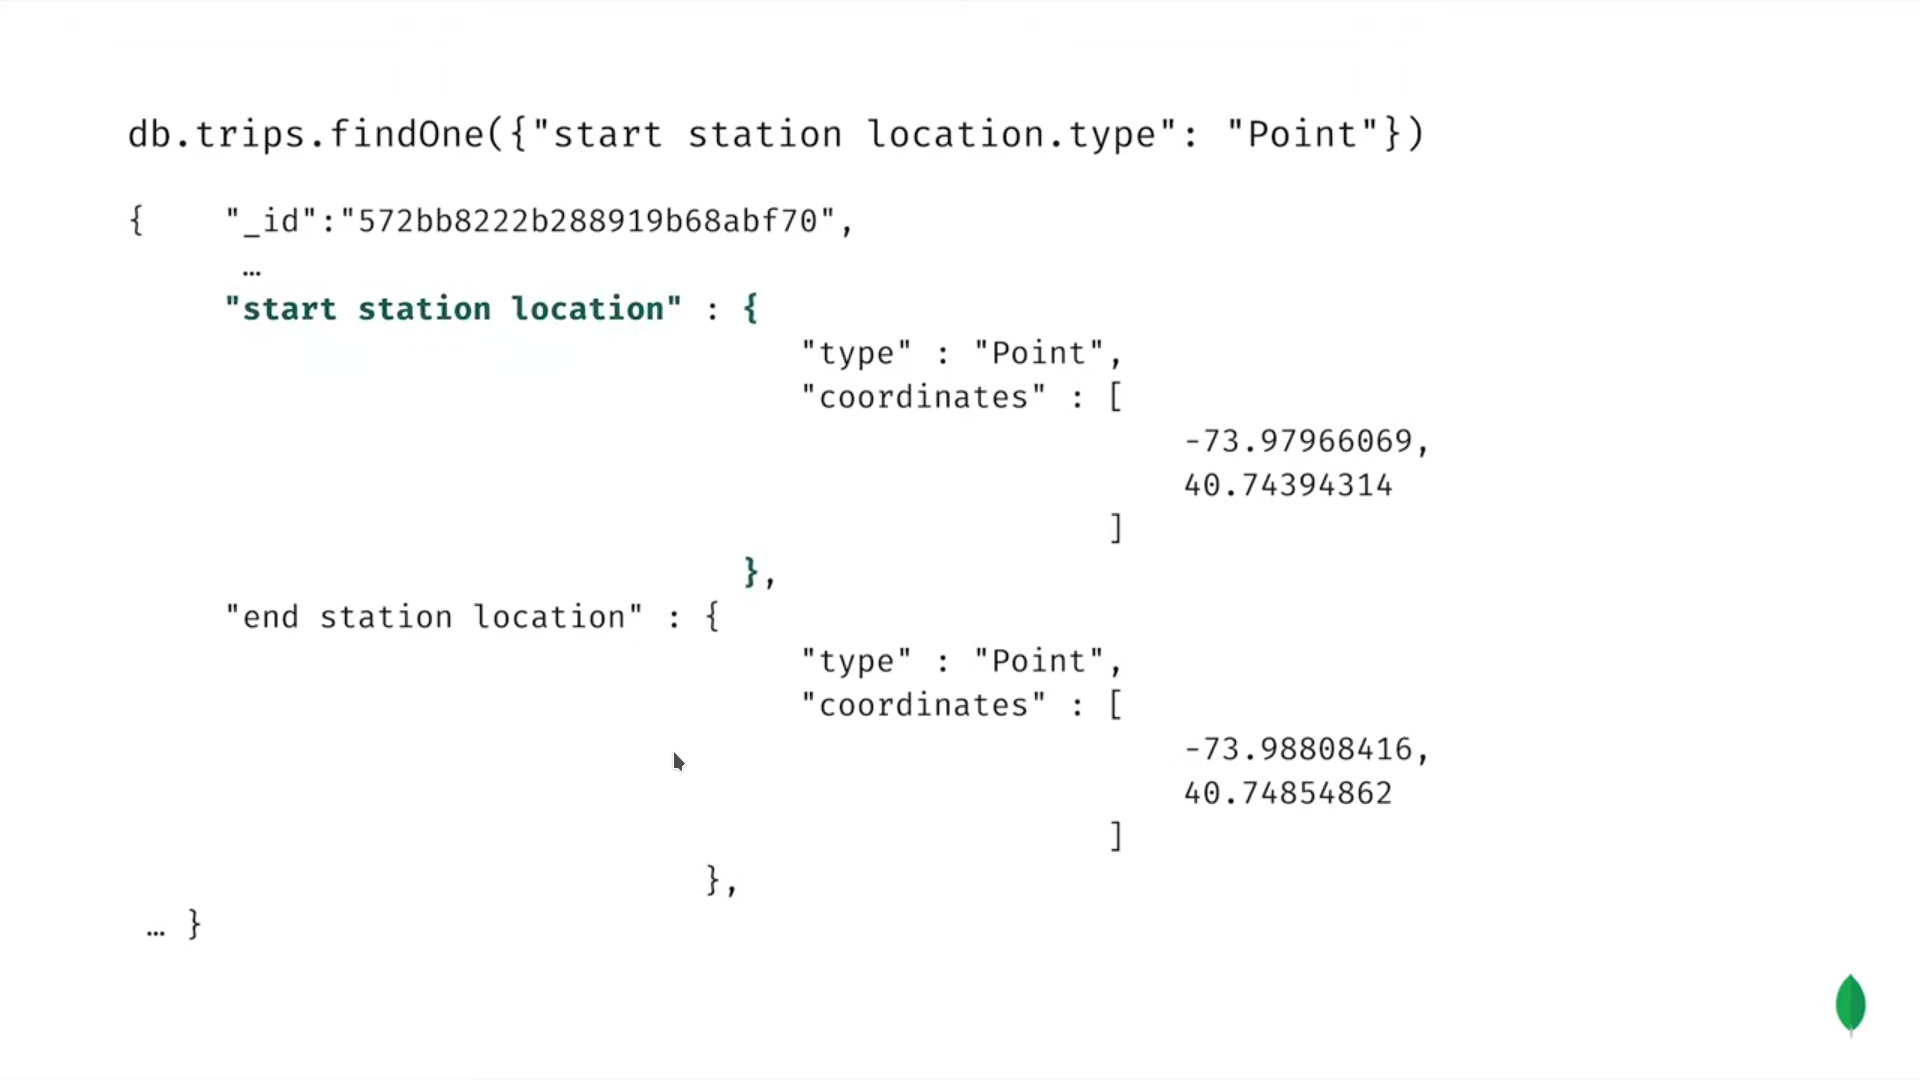 db.trips.findOne({"start station location.type": "Point"})
{ "_id":"572bb8222b288919b68abf70",
…
"start station location" : {
"type" : "Point",
"coordinates" : [
-73.97966069,
40.74394314
]
},
"end station location" : {
"type" : "Point",
"coordinates" : [
-73.98808416,
40.74854862
]
},
… }